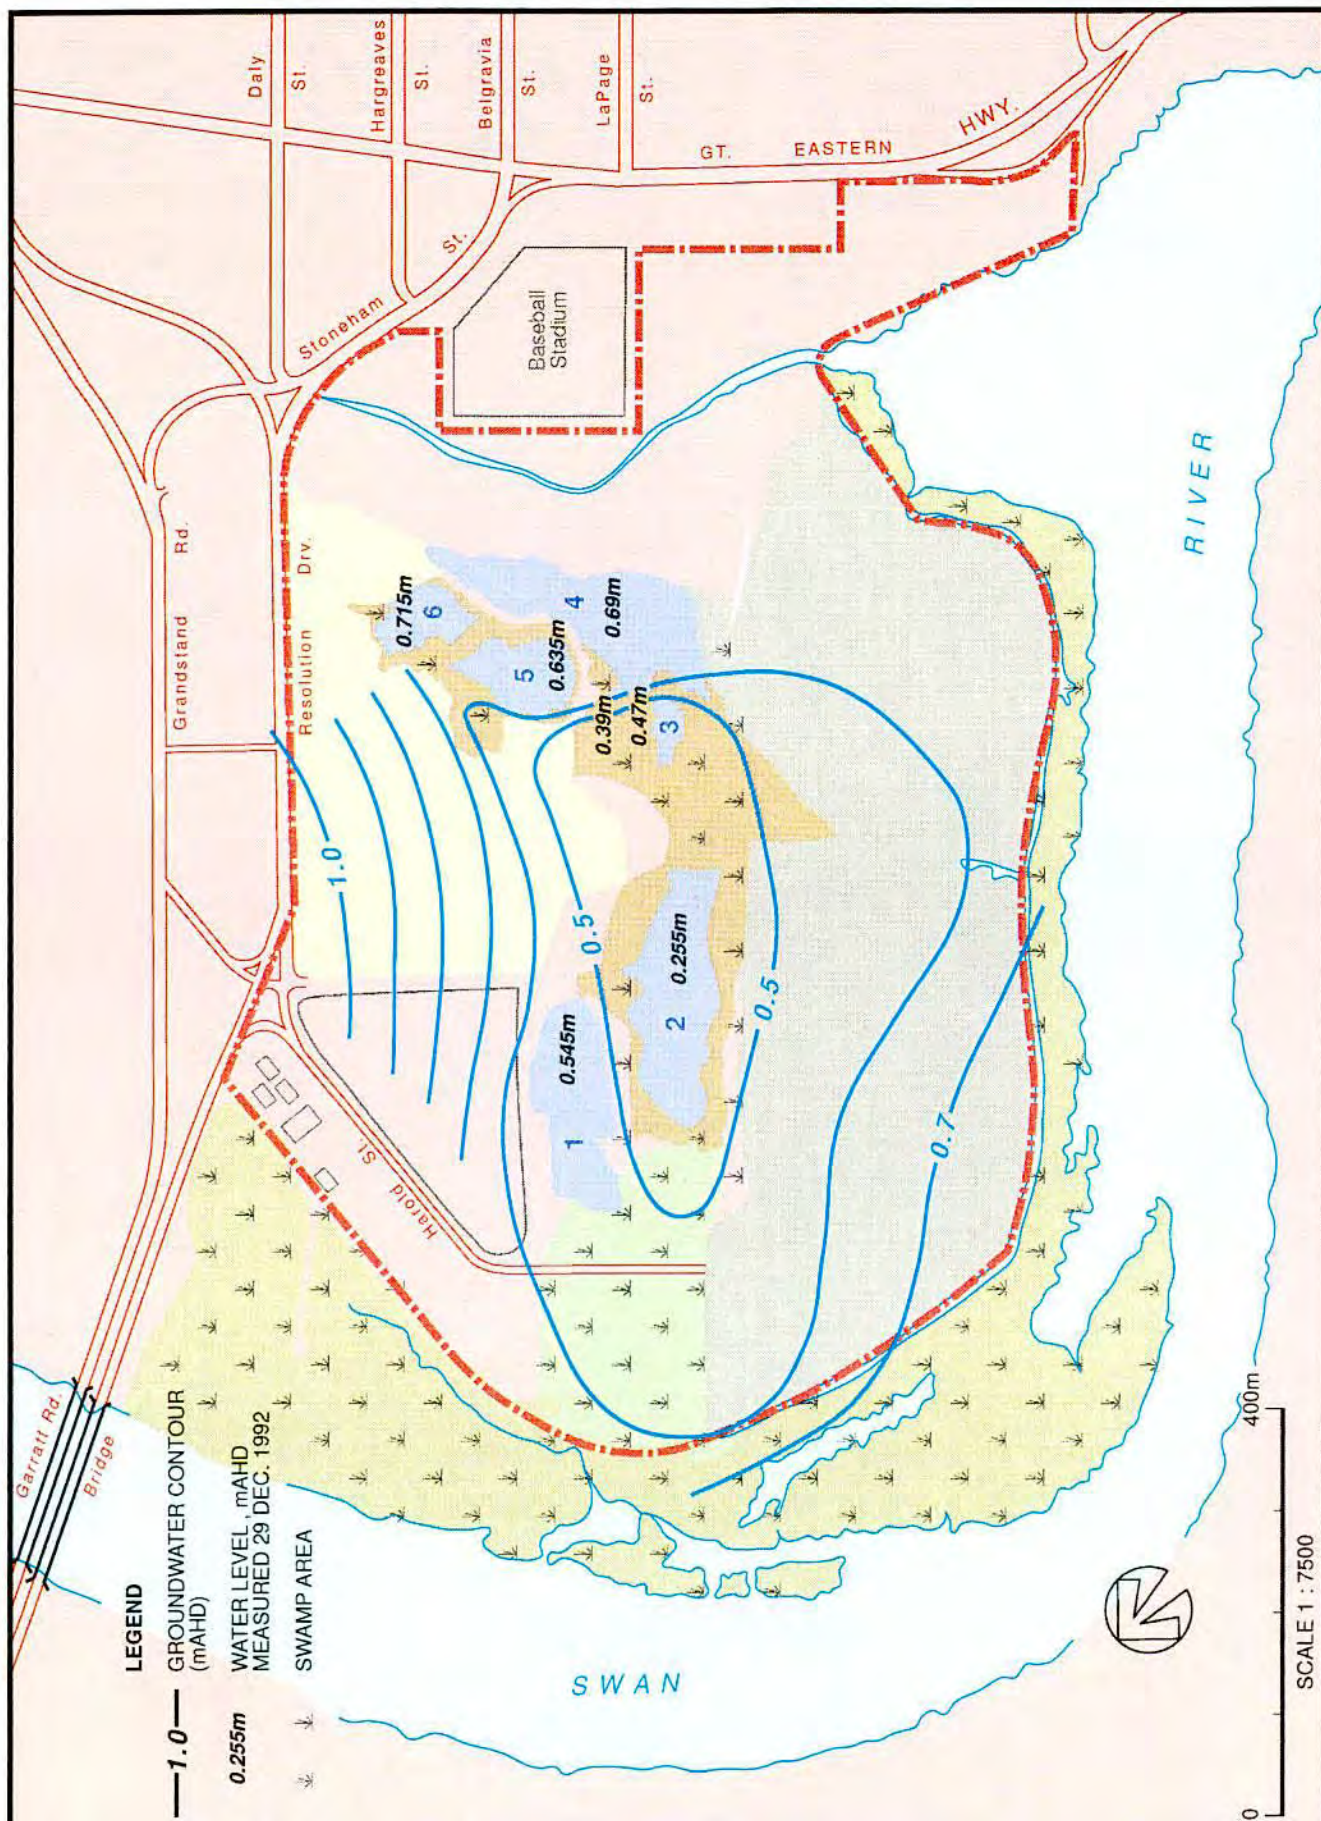 Daly
St.
Hargreaves
St.
Belgravia
St.
LaPage
St.
GT. EASTERN HWY.
Stoneham St.
Baseball
Stadium
Grandstand Rd.
Resolution Drv.
Harold St.
Garratt Rd.
Bridge
SWAN
RIVER
1.0
0.5
0.5
0.7
1
0.545m
2
0.255m
3
0.47m
0.39m
4
0.69m
5
0.635m
6
0.715m
LEGEND
1.0 GROUNDWATER CONTOUR
(mAHD)
0.255m WATER LEVEL, mAHD
MEASURED 29 DEC. 1992
SWAMP AREA
0 400m
SCALE 1 : 7500